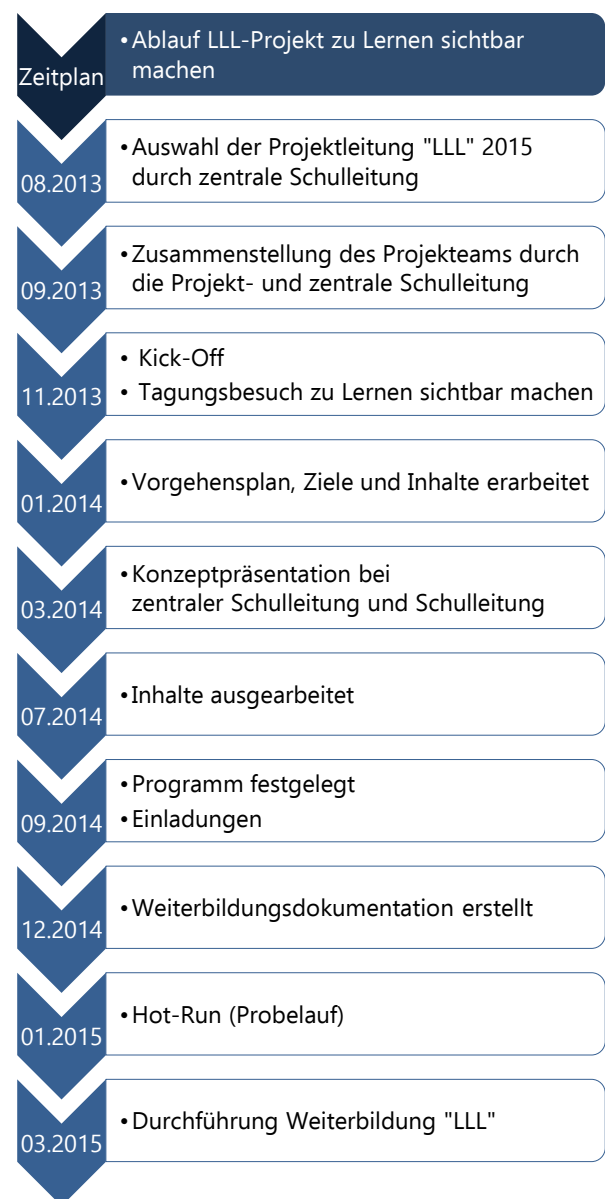 Zeitplan
• Ablauf LLL-Projekt zu Lernen sichtbar
machen
08.2013
• Auswahl der Projektleitung "LLL" 2015
durch zentrale Schulleitung
09.2013
• Zusammenstellung des Projekteams durch
die Projekt- und zentrale Schulleitung
11.2013
• Kick-Off
• Tagungsbesuch zu Lernen sichtbar machen
01.2014
• Vorgehensplan, Ziele und Inhalte erarbeitet
03.2014
• Konzeptpräsentation bei
zentraler Schulleitung und Schulleitung
07.2014
• Inhalte ausgearbeitet
09.2014
• Programm festgelegt
• Einladungen
12.2014
• Weiterbildungsdokumentation erstellt
01.2015
• Hot-Run (Probelauf)
03.2015
• Durchführung Weiterbildung "LLL"